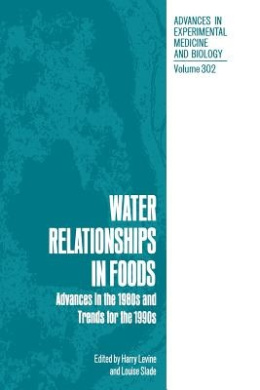 ADVANCES IN
EXPERIMENTAL
MEDICINE
AND BIOLOGY
Volume 302
WATER
RELATIONSHIPS
IN FOODS
Advances in the 1980s and
Trends for the 1990s
Edited by Harry Levine
and Louise Slade